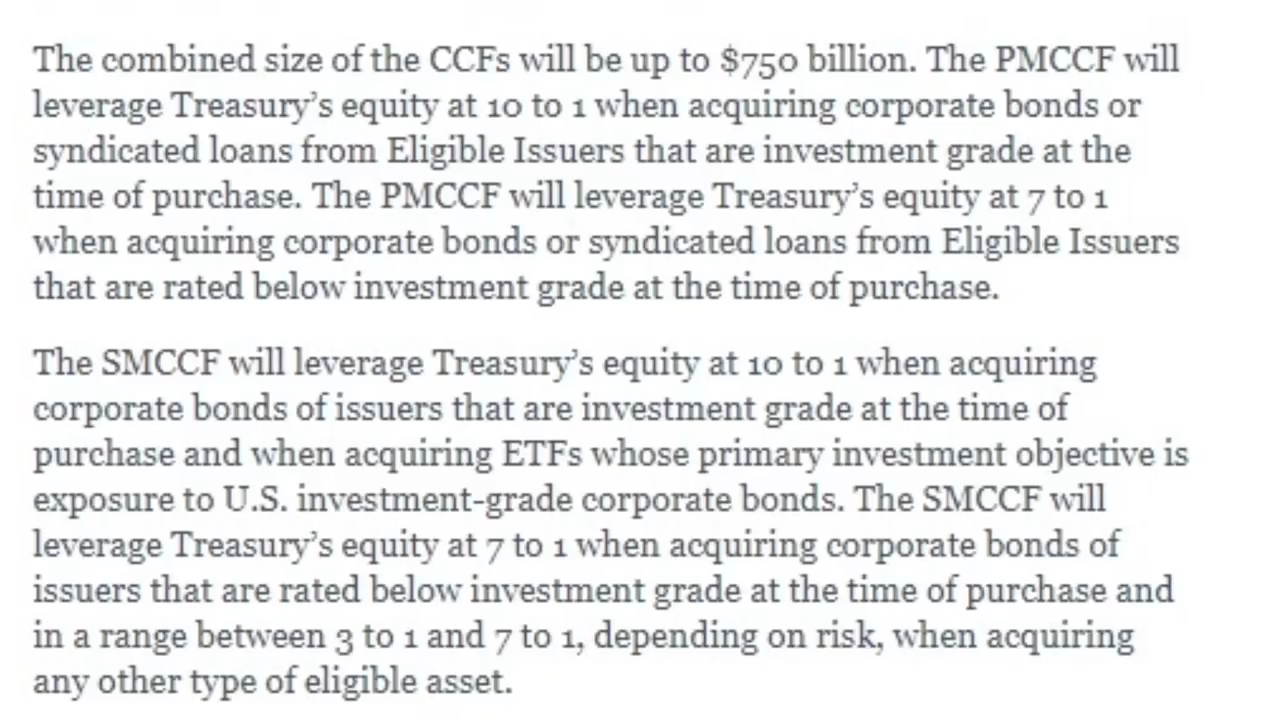 The combined size of the CCFs will be up to $750 billion. The PMCCF will
leverage Treasury’s equity at 10 to 1 when acquiring corporate bonds or
syndicated loans from Eligible Issuers that are investment grade at the
time of purchase. The PMCCF will leverage Treasury’s equity at 7 to 1
when acquiring corporate bonds or syndicated loans from Eligible Issuers
that are rated below investment grade at the time of purchase.
The SMCCF will leverage Treasury’s equity at 10 to 1 when acquiring
corporate bonds of issuers that are investment grade at the time of
purchase and when acquiring ETFs whose primary investment objective is
exposure to U.S. investment-grade corporate bonds. The SMCCF will
leverage Treasury’s equity at 7 to 1 when acquiring corporate bonds of
issuers that are rated below investment grade at the time of purchase and
in a range between 3 to 1 and 7 to 1, depending on risk, when acquiring
any other type of eligible asset.